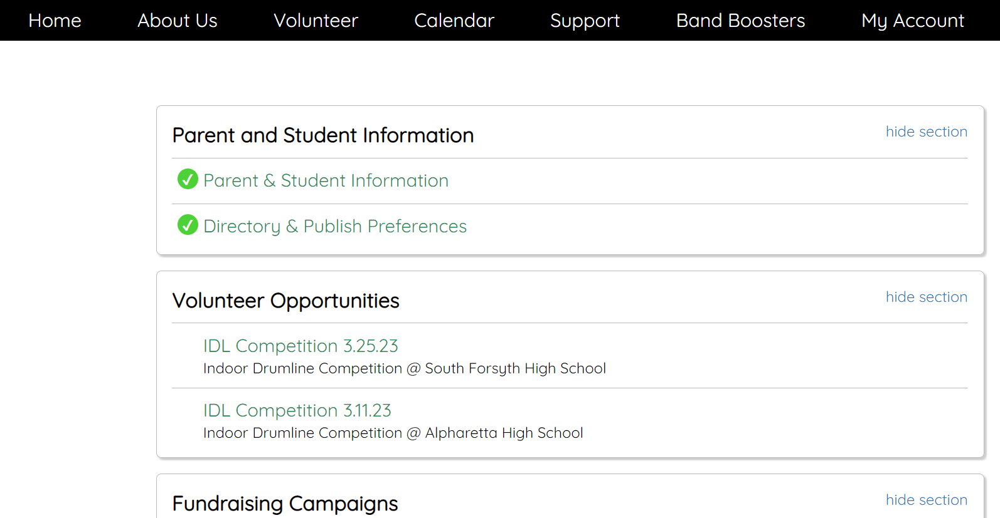 Home About Us Volunteer Calendar Support Band Boosters My Account
Parent and Student Information hide section
Parent & Student Information
Directory & Publish Preferences
Volunteer Opportunities hide section
IDL Competition 3.25.23
Indoor Drumline Competition @ South Forsyth High School
IDL Competition 3.11.23
Indoor Drumline Competition @ Alpharetta High School
Fundraising Campaigns hide section